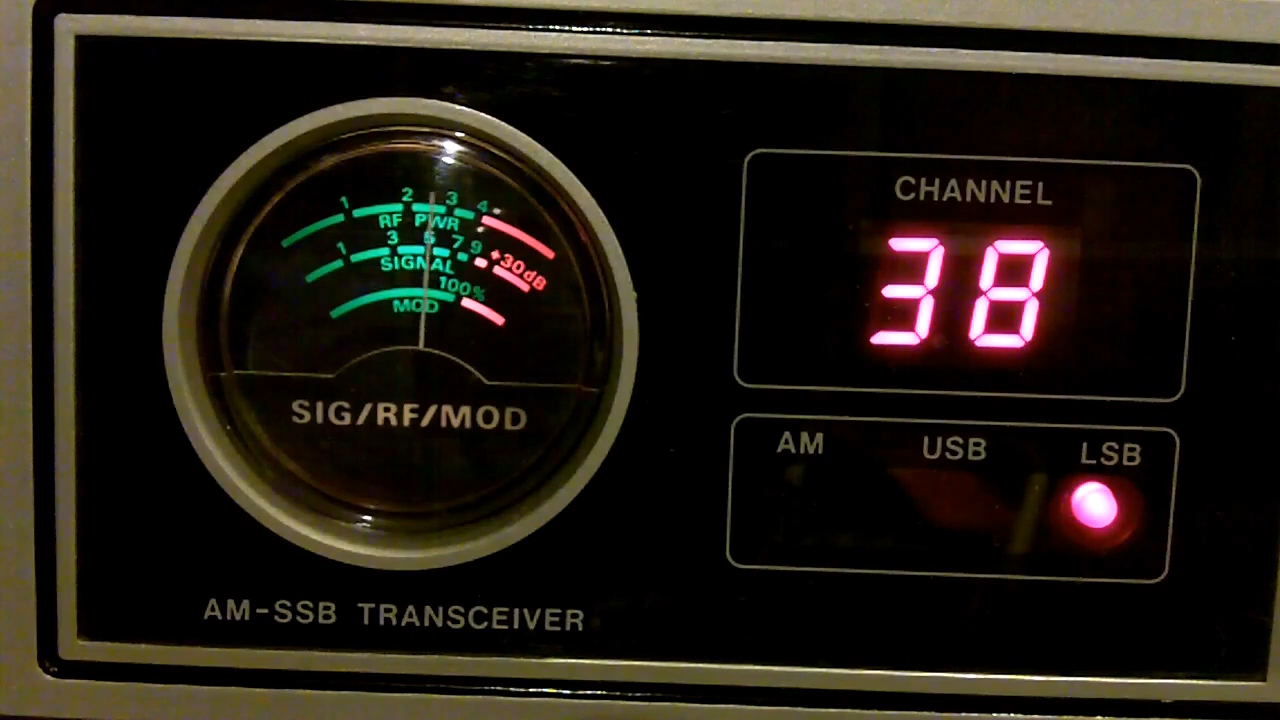 1 2 3 4
RF PWR
1 3 5 7 9 +30dB
SIGNAL
100%
MOD
SIG/RF/MOD
AM-SSB TRANSCEIVER
CHANNEL
38
AM USB LSB